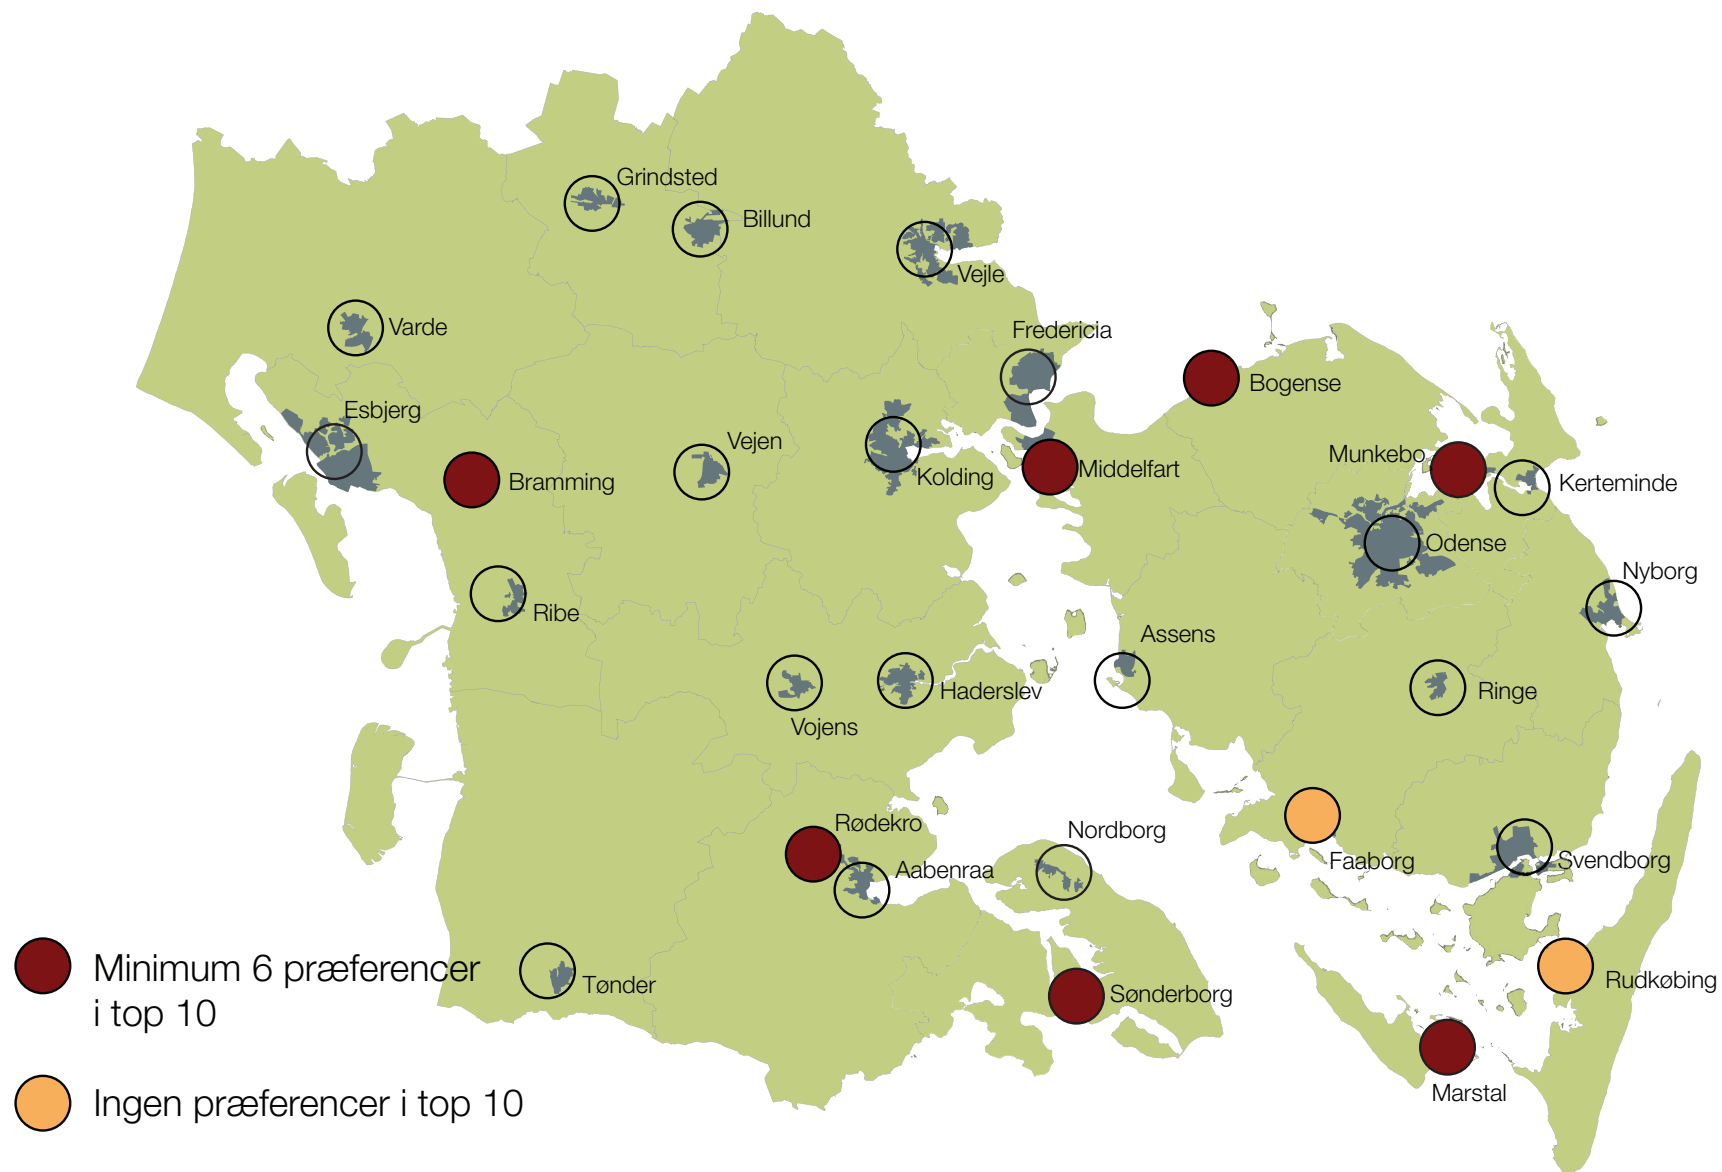 Grindsted
Billund
Vejle
Varde
Fredericia
Bogense
Esbjerg
Vejen
Kolding
Middelfart
Munkebo
Kerteminde
Bramming
Odense
Nyborg
Ribe
Assens
Haderslev
Ringe
Vojens
Rødekro
Nordborg
Aabenraa
Faaborg
Svendborg
Tønder
Sønderborg
Rudkøbing
Marstal
Minimum 6 præferencer
i top 10
Ingen præferencer i top 10